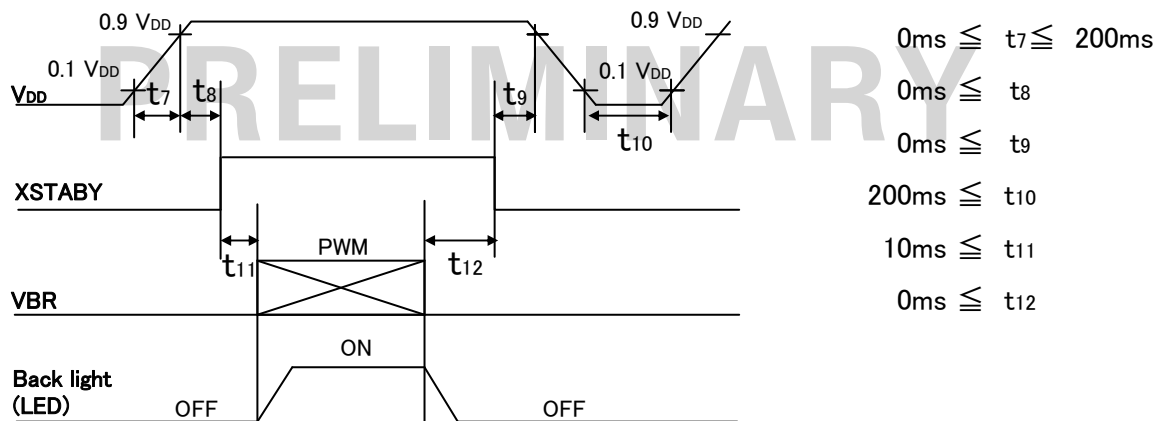 PRELIMINARY
0.9 VDD
0.1 VDD
VDD
t7
t8
t9
0.1 VDD
0.9 VDD
t10
XSTABY
t11
PWM
t12
VBR
ON
Back light
(LED)
OFF
OFF
0ms ≦ t7≦ 200ms
0ms ≦ t8
0ms ≦ t9
200ms ≦ t10
10ms ≦ t11
0ms ≦ t12